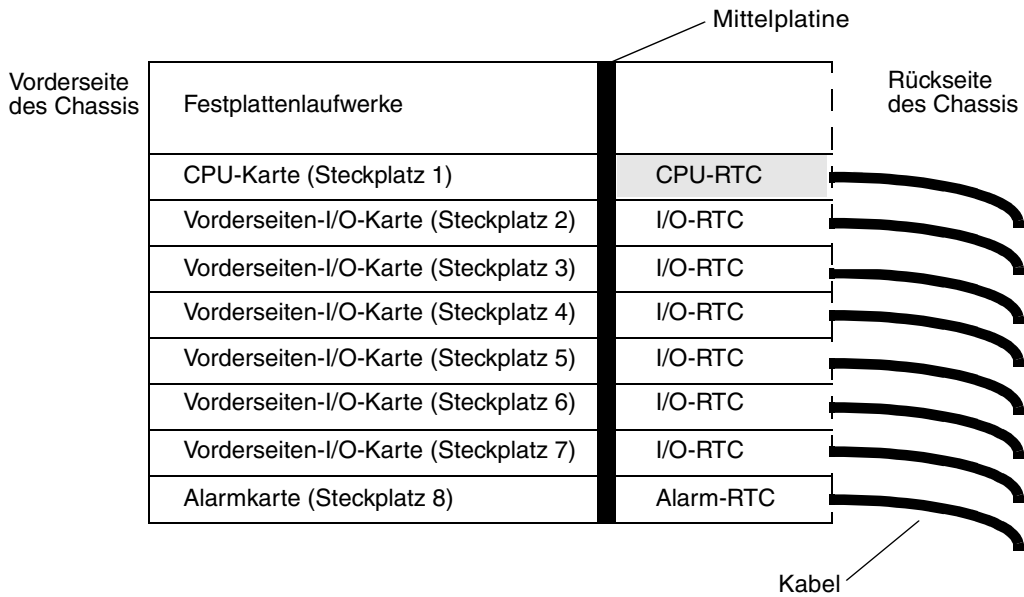 Mittelplatine
Vorderseite
des Chassis
Rückseite
des Chassis
Festplattenlaufwerke
CPU-Karte (Steckplatz 1) CPU-RTC
Vorderseiten-I/O-Karte (Steckplatz 2) I/O-RTC
Vorderseiten-I/O-Karte (Steckplatz 3) I/O-RTC
Vorderseiten-I/O-Karte (Steckplatz 4) I/O-RTC
Vorderseiten-I/O-Karte (Steckplatz 5) I/O-RTC
Vorderseiten-I/O-Karte (Steckplatz 6) I/O-RTC
Vorderseiten-I/O-Karte (Steckplatz 7) I/O-RTC
Alarmkarte (Steckplatz 8) Alarm-RTC
Kabel